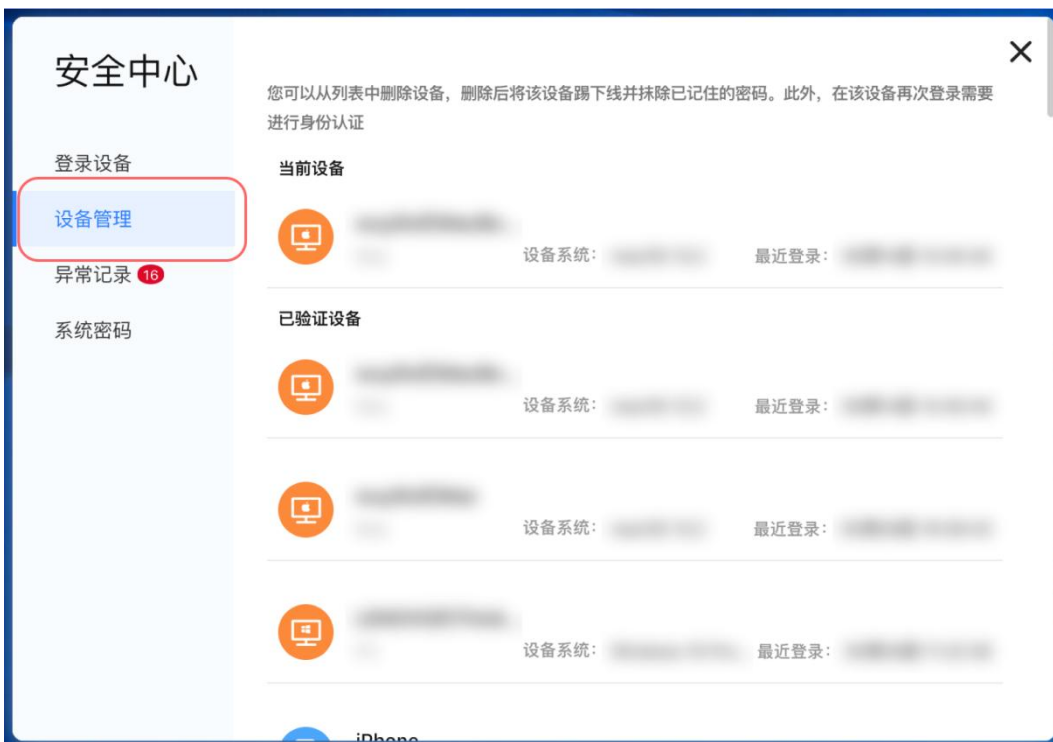 安全中心
您可以从列表中删除设备，删除后将该设备踢下线并抹除已记住的密码。此外，在该设备再次登录需要
进行身份认证
登录设备
当前设备
设备管理
设备系统： 最近登录：
异常记录 16
已验证设备
系统密码
设备系统： 最近登录：
设备系统： 最近登录：
设备系统： 最近登录：
iPhone